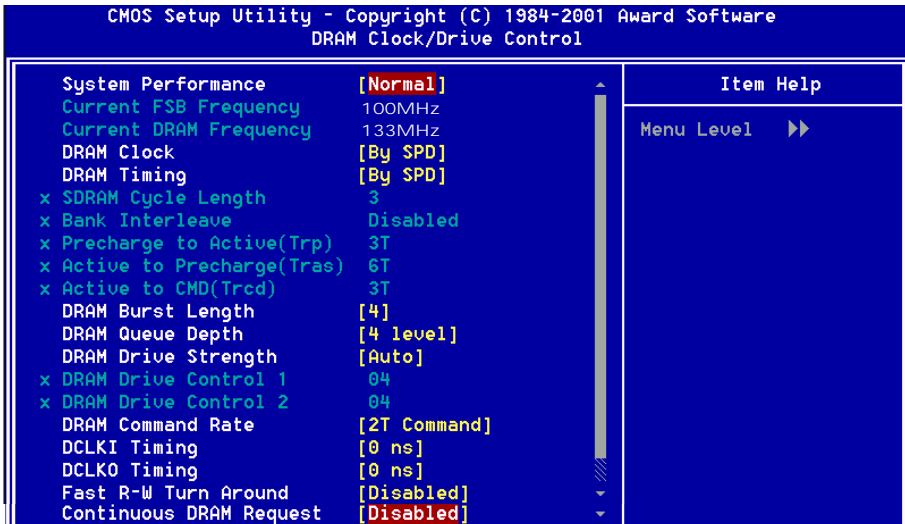 CMOS Setup Utility - Copyright (C) 1984-2001 Award Software
DRAM Clock/Drive Control
System Performance [Normal]
Current FSB Frequency 100MHz
Current DRAM Frequency 133MHz
DRAM Clock [By SPD]
DRAM Timing [By SPD]
x SDRAM Cycle Length 3
x Bank Interleave Disabled
x Precharge to Active(Trp) 3T
x Active to Precharge(Tras) 6T
x Active to CMD(Trcd) 3T
DRAM Burst Length [4]
DRAM Queue Depth [4 level]
DRAM Drive Strength [Auto]
x DRAM Drive Control 1 04
x DRAM Drive Control 2 04
DRAM Command Rate [2T Command]
DCLKI Timing [0 ns]
DCLKO Timing [0 ns]
Fast R-W Turn Around [Disabled]
Continuous DRAM Request [Disabled]
Item Help
Menu Level